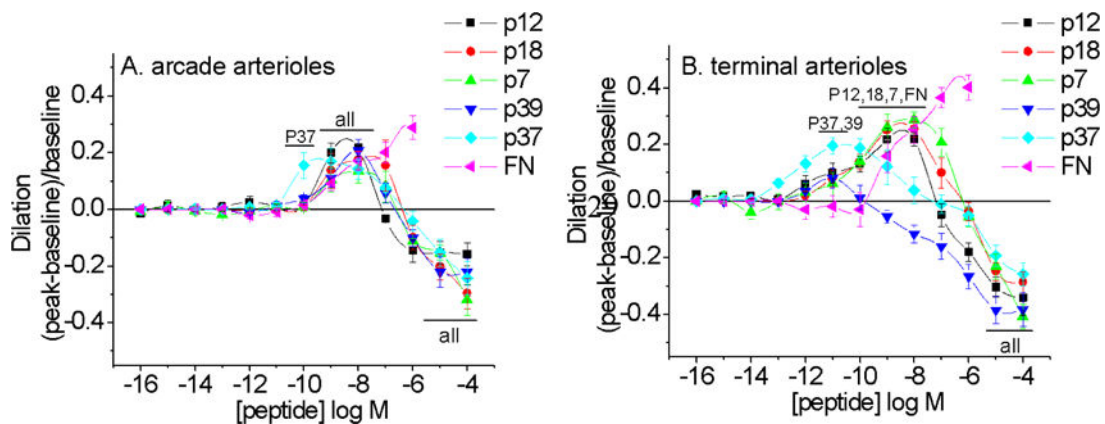 A. arcade arterioles
p12
p18
p7
p39
p37
FN
P37
all
all
Dilation
(peak-baseline)/baseline
0.4
0.2
0.0
-0.2
-0.4
-16 -14 -12 -10 -8 -6 -4
[peptide] log M
B. terminal arterioles
p12
p18
p7
p39
p37
FN
P12,18,7,FN
P37,39
all
Dilation
(peak-baseline)/baseline
0.4
0.2
0.0
-0.2
-0.4
-16 -14 -12 -10 -8 -6 -4
[peptide] log M